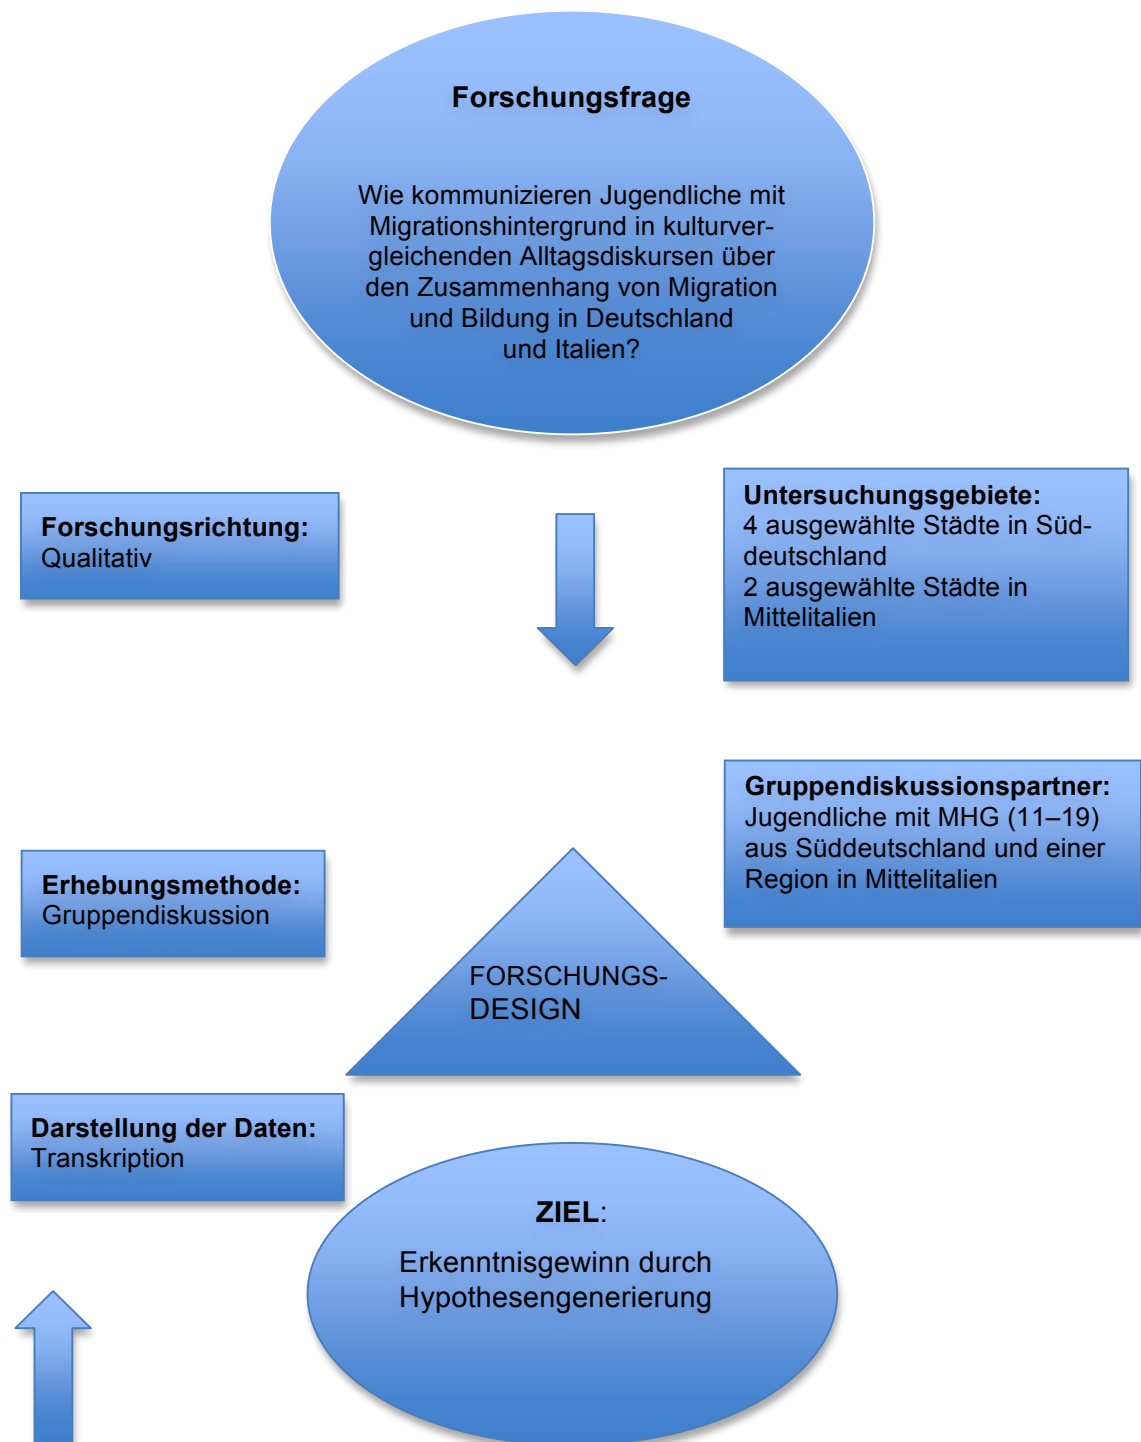 Forschungsfrage
Wie kommunizieren Jugendliche mit
Migrationshintergrund in kulturver-
gleichenden Alltagsdiskursen über
den Zusammenhang von Migration
und Bildung in Deutschland
und Italien?
Forschungsrichtung:
Qualitativ
Untersuchungsgebiete:
4 ausgewählte Städte in Süd-
deutschland
2 ausgewählte Städte in
Mittelitalien
Gruppendiskussionspartner:
Jugendliche mit MHG (11–19)
aus Süddeutschland und einer
Region in Mittelitalien
Erhebungsmethode:
Gruppendiskussion
FORSCHUNGS-
DESIGN
Darstellung der Daten:
Transkription
ZIEL:
Erkenntnisgewinn durch
Hypothesengenerierung